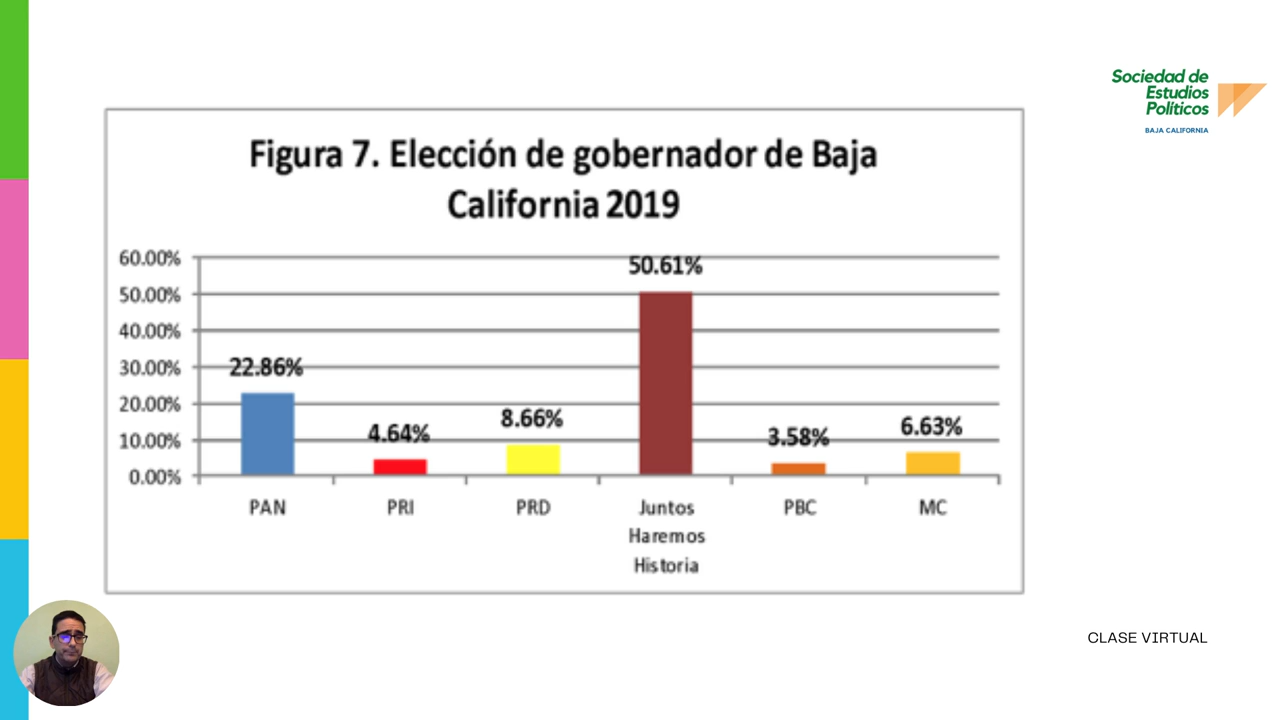 Sociedad de
Estudios
Políticos
BAJA CALIFORNIA
Figura 7. Elección de gobernador de Baja
California 2019
60.00%
50.00%
40.00%
30.00%
20.00%
10.00%
0.00%
22.86%
4.64%
8.66%
50.61%
3.58%
6.63%
PAN
PRI
PRD
Juntos
Haremos
Historia
PBC
MC
CLASE VIRTUAL